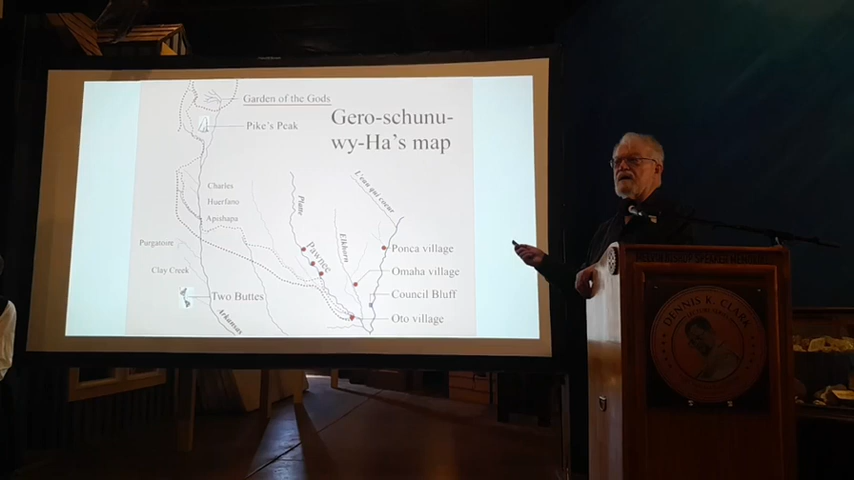 Garden of the Gods
Gero-schunu-
wy-Ha's map
Pike's Peak
L'eau qui coeur
Charles
Huerfano
Apishapa
Platte
Elkhorn
Pawnee
Purgatoire
Ponca village
Clay Creek
Omaha village
Two Buttes
Council Bluff
Arkansas
Oto village
DENNIS K. CLARK